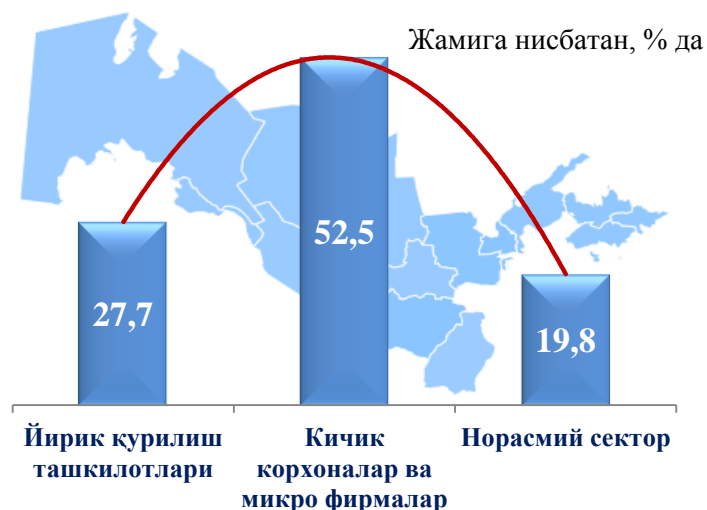 Жамига нисбатан, % да
52,5
27,7
19,8
Йирик қурилиш
ташкилотлари
Кичик
корхоналар ва
микро фирмалар
Норасмий сектор